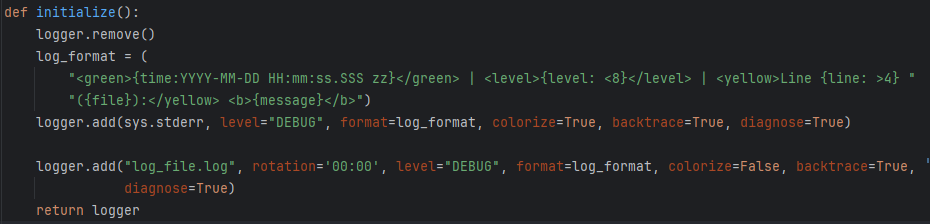 def initialize():
    logger.remove()
    log_format = (
        "<green>{time:YYYY-MM-DD HH:mm:ss.SSS zz}</green> | <level>{level: <8}</level> | <yellow>Line {line: >4} "
        "({file}):</yellow> <b>{message}</b>")
    logger.add(sys.stderr, level="DEBUG", format=log_format, colorize=True, backtrace=True, diagnose=True)

    logger.add("log_file.log", rotation='00:00', level="DEBUG", format=log_format, colorize=False, backtrace=True,
               diagnose=True)
    return logger